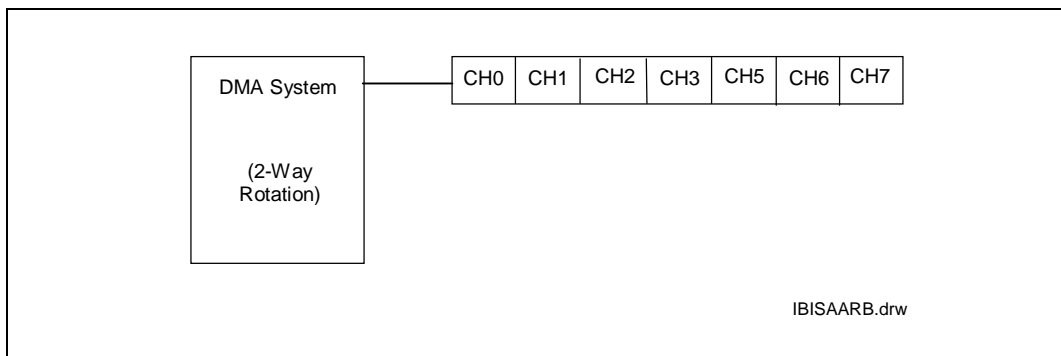 DMA System
(2-Way
Rotation)
CH0 CH1 CH2 CH3 CH5 CH6 CH7
IBISAARB.drw